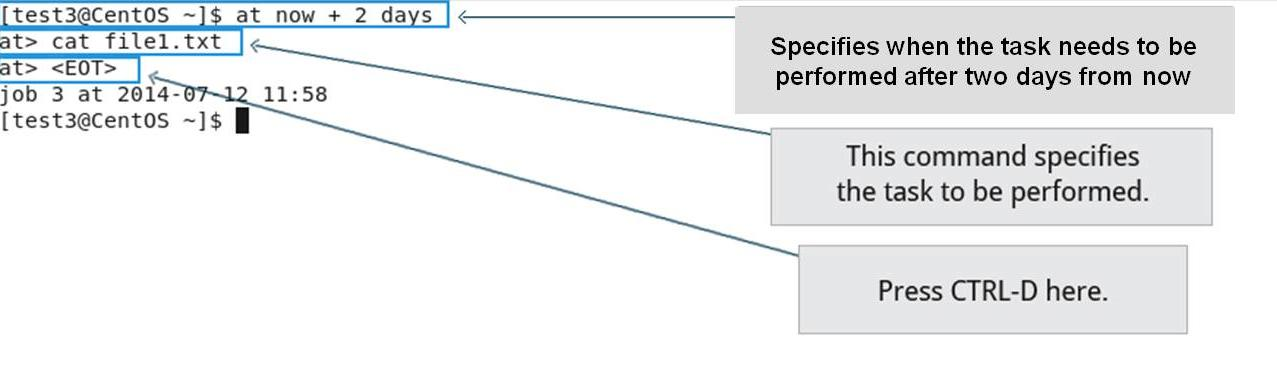 [test3@CentOS ~]$ at now + 2 days
at> cat file1.txt
at> <EOT>
job 3 at 2014-07-12 11:58
[test3@CentOS ~]$
Specifies when the task needs to be
performed after two days from now
This command specifies
the task to be performed.
Press CTRL-D here.